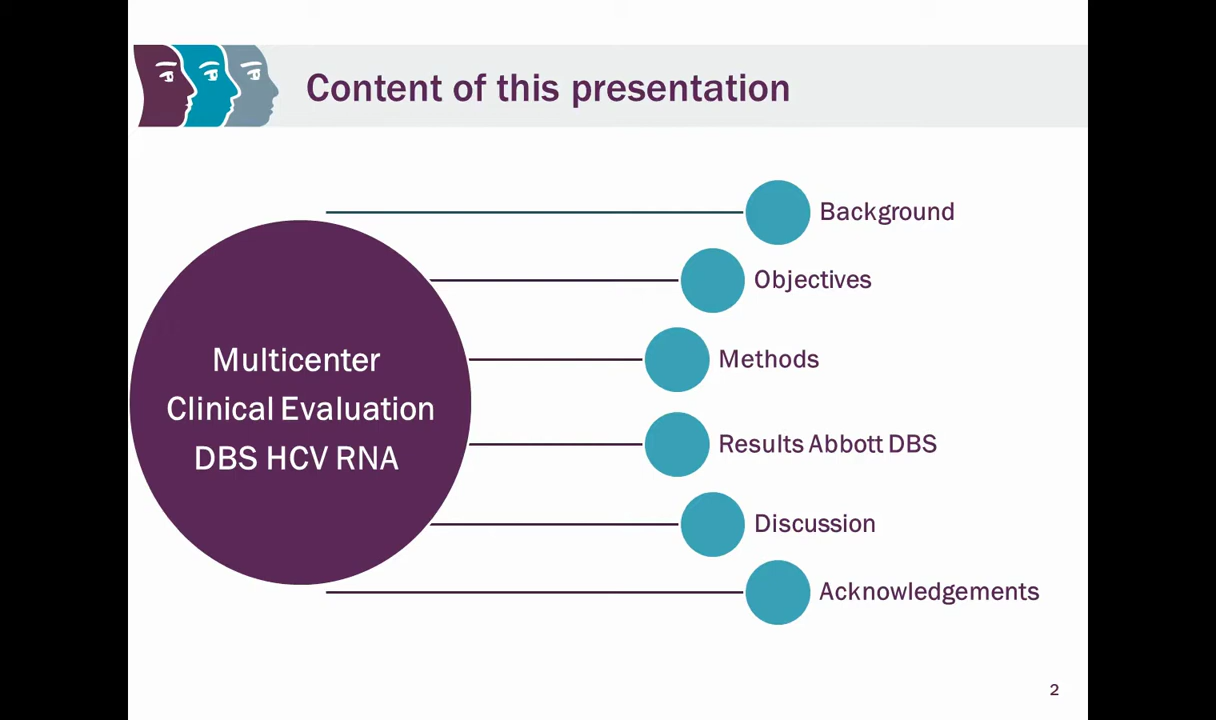 Content of this presentation
Multicenter
Clinical Evaluation
DBS HCV RNA
Background
Objectives
Methods
Results Abbott DBS
Discussion
Acknowledgements
2